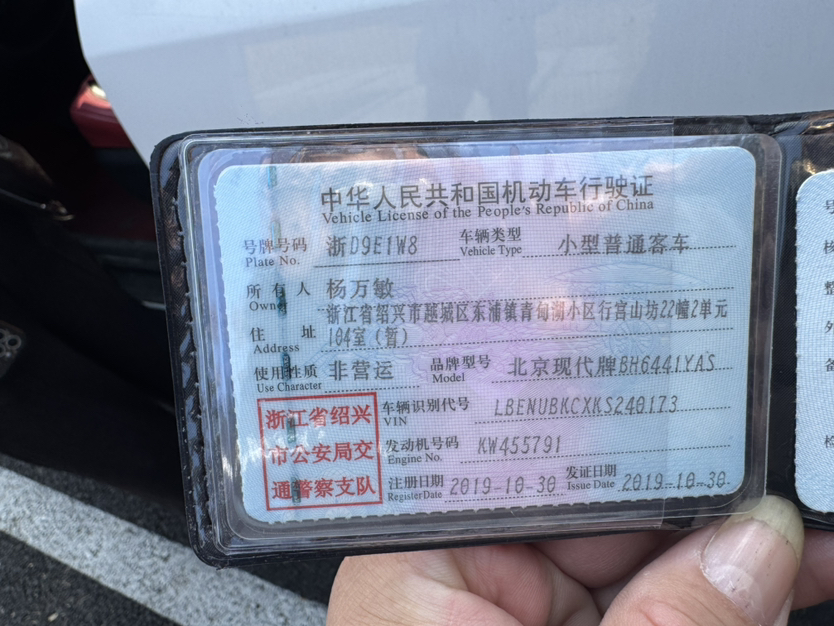 中华人民共和国机动车行驶证
Vehicle License of the People's Republic of China
号牌号码 浙D9E1W8 车辆类型 小型普通客车
Plate No. Vehicle Type
所有人 杨万敏
Owner
浙江省绍兴市越城区东浦镇青甸湖小区行宫山坊22幢2单元
住址 104室(暂)
Address
使用性质 非营运 品牌型号 北京现代牌BH6441YAS
Use Character Model
浙江省绍兴
市公安局交
通警察支队
车辆识别代号 LBENUBKCXKS240173
VIN
发动机号码 KW455791
Engine No.
注册日期 2019-10-30 发证日期 2019-10-30
Register Date Issue Date